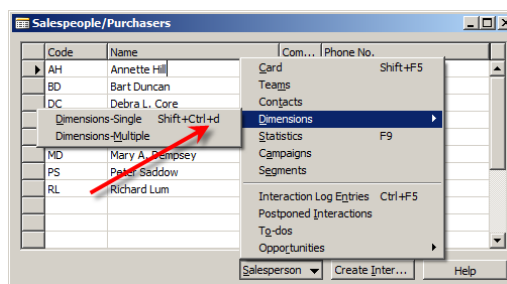 Salespeople/Purchasers
Code Name Com... Phone No.
AH Annette Hill
BD Bart Duncan
DC Debra L. Core
MD Mary A. Dempsey
PS Peter Saddow
RL Richard Lum
Card Shift+F5
Teams
Contacts
Dimensions
Statistics F9
Campaigns
Segments
Interaction Log Entries Ctrl+F5
Postponed Interactions
To-dos
Opportunities
Dimensions-Single Shift+Ctrl+d
Dimensions-Multiple
Salesperson Create Inter... Help